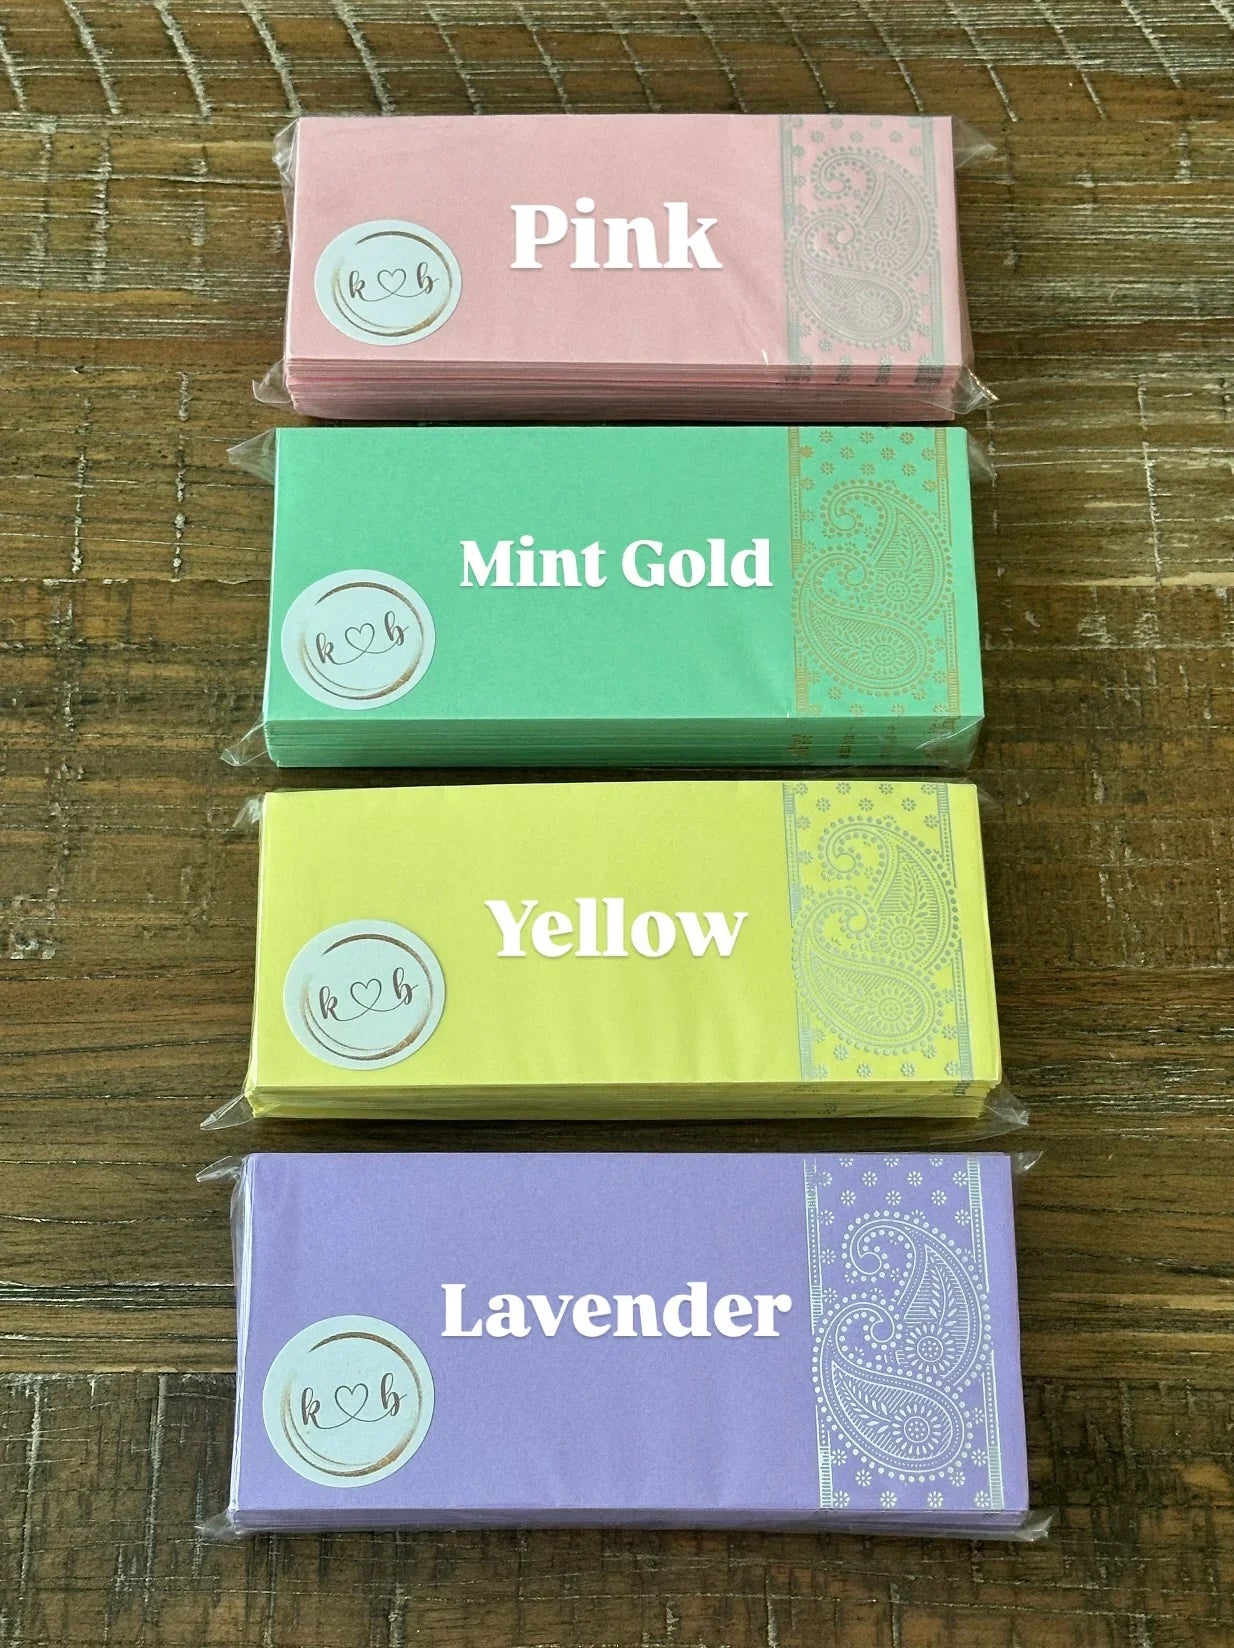 Pink
k b
Mint Gold
k b
Yellow
k b
Lavender
k b